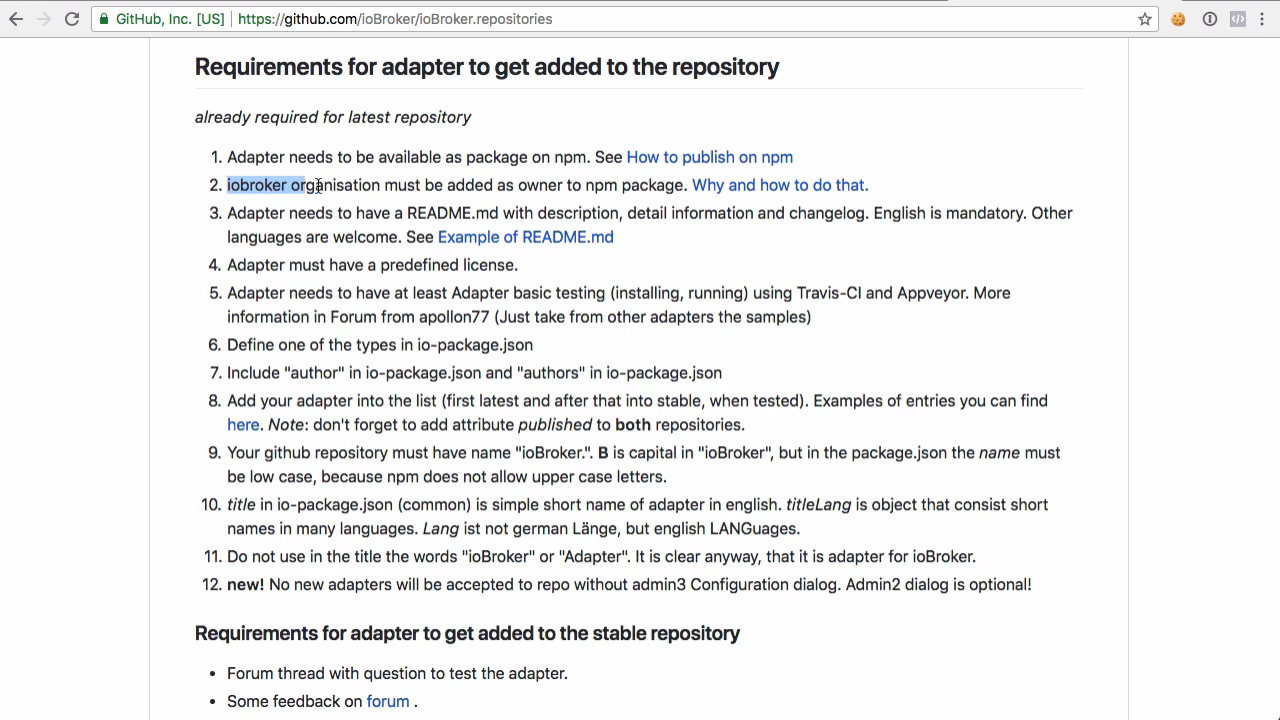 GitHub, Inc. [US] https://github.com/ioBroker/ioBroker.repositories
Requirements for adapter to get added to the repository
already required for latest repository
1. Adapter needs to be available as package on npm. See How to publish on npm
2. iobroker organisation must be added as owner to npm package. Why and how to do that.
3. Adapter needs to have a README.md with description, detail information and changelog. English is mandatory. Other
languages are welcome. See Example of README.md
4. Adapter must have a predefined license.
5. Adapter needs to have at least Adapter basic testing (installing, running) using Travis-CI and Appveyor. More
information in Forum from apollon77 (Just take from other adapters the samples)
6. Define one of the types in io-package.json
7. Include "author" in io-package.json and "authors" in io-package.json
8. Add your adapter into the list (first latest and after that into stable, when tested). Examples of entries you can find
here. Note: don't forget to add attribute published to both repositories.
9. Your github repository must have name "ioBroker.". B is capital in "ioBroker", but in the package.json the name must
be low case, because npm does not allow upper case letters.
10. title in io-package.json (common) is simple short name of adapter in english. titleLang is object that consist short
names in many languages. Lang ist not german Länge, but english LANGuages.
11. Do not use in the title the words "ioBroker" or "Adapter". It is clear anyway, that it is adapter for ioBroker.
12. new! No new adapters will be accepted to repo without admin3 Configuration dialog. Admin2 dialog is optional!
Requirements for adapter to get added to the stable repository
• Forum thread with question to test the adapter.
• Some feedback on forum .